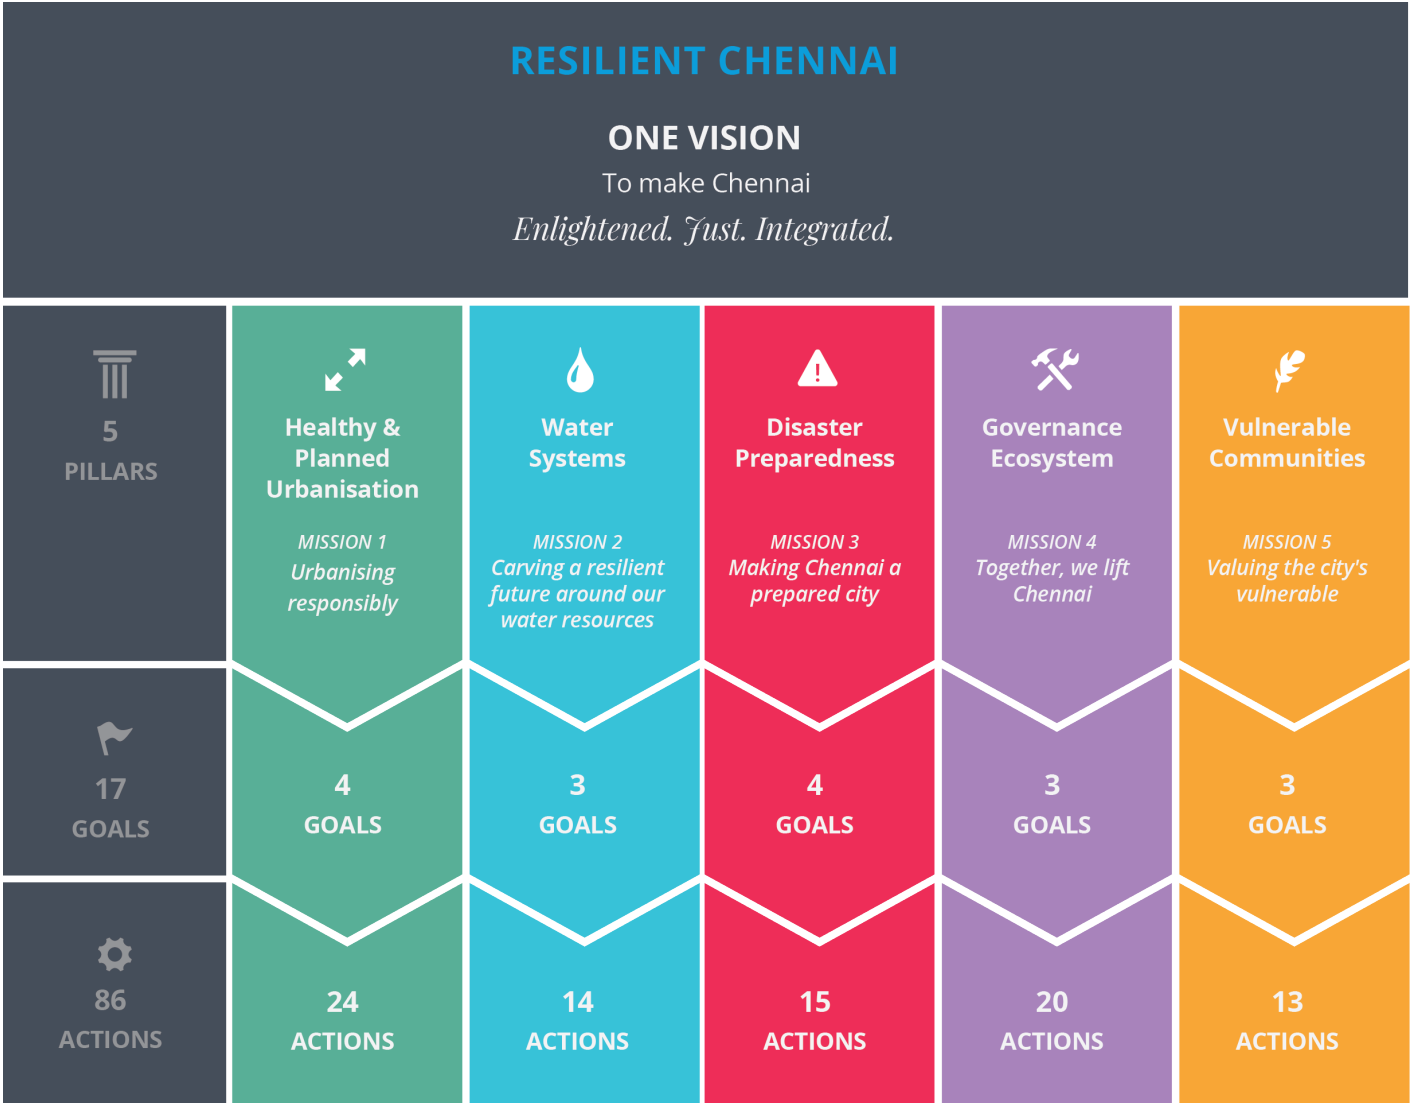 RESILIENT CHENNAI
ONE VISION
To make Chennai
Enlightened. Just. Integrated.
5
PILLARS
Healthy &
Planned
Urbanisation
MISSION 1
Urbanising
responsibly
Water
Systems
MISSION 2
Carving a resilient
future around our
water resources
Disaster
Preparedness
MISSION 3
Making Chennai a
prepared city
Governance
Ecosystem
MISSION 4
Together, we lift
Chennai
Vulnerable
Communities
MISSION 5
Valuing the city's
vulnerable
17
GOALS
4
GOALS
3
GOALS
4
GOALS
3
GOALS
3
GOALS
86
ACTIONS
24
ACTIONS
14
ACTIONS
15
ACTIONS
20
ACTIONS
13
ACTIONS